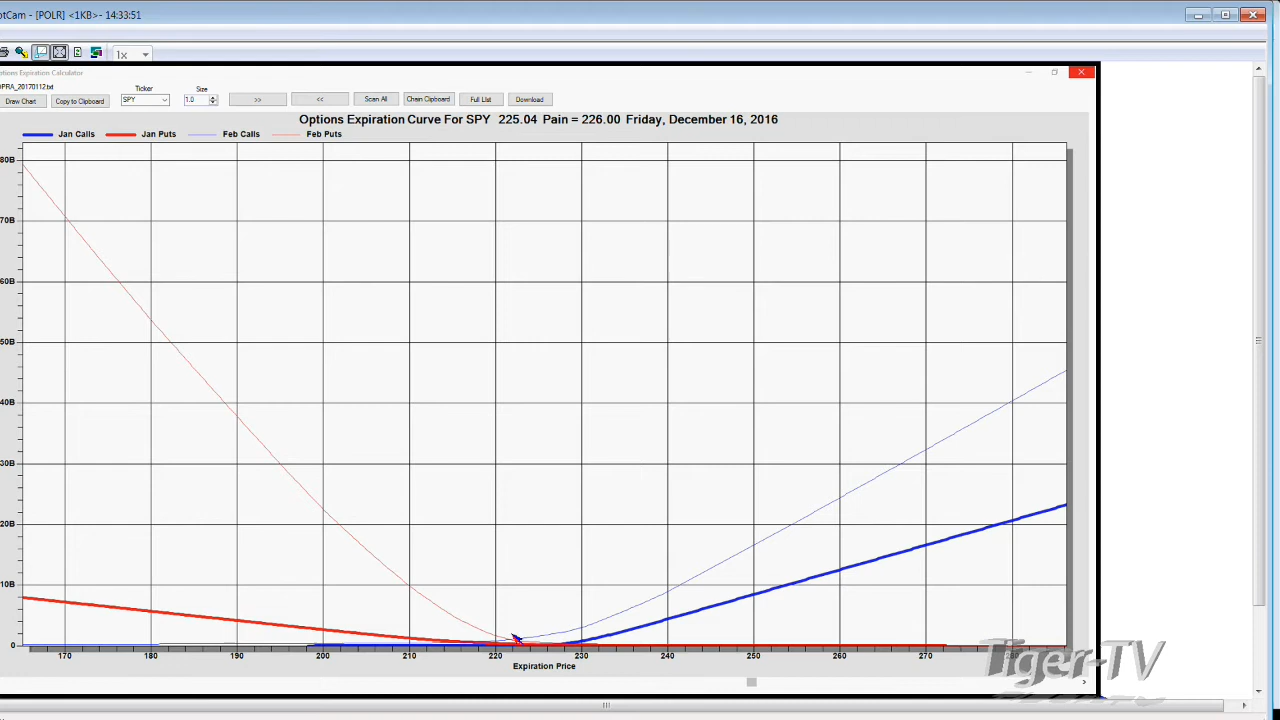 otCam - [POLR] <1KB>- 14:33:51
1x
Options Expiration Calculator
OPRA_20170112.txt
Ticker
Size
Draw Chart
Copy to Clipboard
SPY
1.0
>>
<<
Scan All
Chain Clipboard
Full List
Download
Options Expiration Curve For SPY 225.04 Pain = 226.00 Friday, December 16, 2016
Jan Calls
Jan Puts
Feb Calls
Feb Puts
80B
70B
60B
50B
40B
30B
20B
10B
0
170 180 190 200 210 220 230 240 250 260 270 280
Expiration Price
Tiger-TV